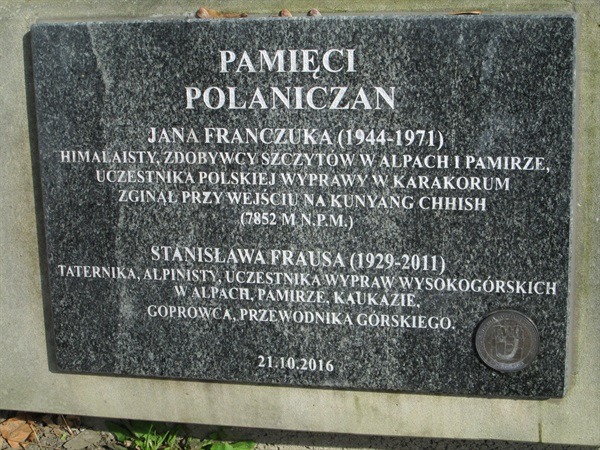 PAMIĘCI
POLANICZAN
JANA FRANCZUKA (1944-1971)
HIMALAISTY, ZDOBYWCY SZCZYTÓW W ALPACH I PAMIRZE,
UCZESTNIKA POLSKIEJ WYPRAWY W KARAKORUM
ZGINĄŁ PRZY WEJŚCIU NA KUNYANG CHHISH
(7852 M N.P.M.)
STANISŁAWA FRAUSA (1929-2011)
TATERNIKA, ALPINISTY, UCZESTNIKA WYPRAW WYSOKOGÓRSKICH
W ALPACH, PAMIRZE, KAUKAZIE,
GOPROWCA, PRZEWODNIKA GÓRSKIEGO.
21.10.2016